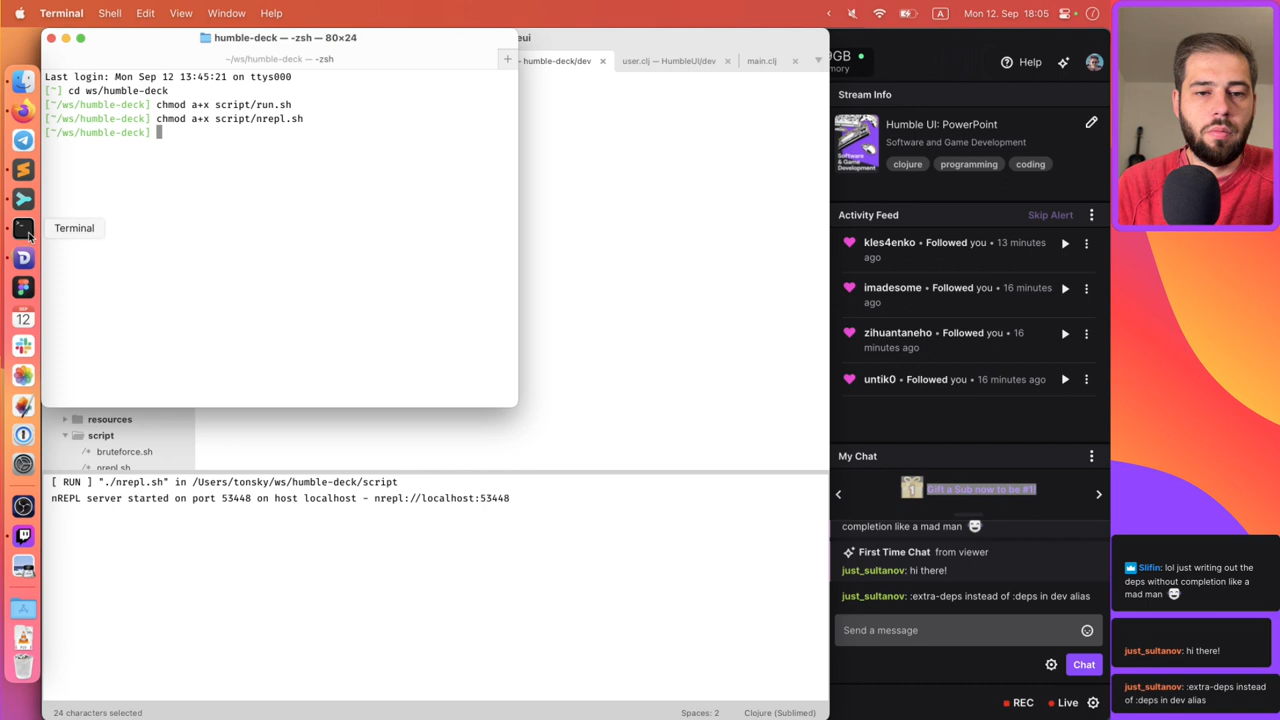 Terminal Shell Edit View Window Help
A Mon 12. Sep 18:05
humble-deck — -zsh — 80×24
~/ws/humble-deck — -zsh
+
Last login: Mon Sep 12 13:45:21 on ttys000
[~] cd ws/humble-deck
[~/ws/humble-deck] chmod a+x script/run.sh
[~/ws/humble-deck] chmod a+x script/nrepl.sh
[~/ws/humble-deck]
Terminal
eui
— humble-deck/dev
user.clj — HumbleUI/dev
main.clj
resources
script
bruteforce.sh
nrepl.sh
[ RUN ] "./nrepl.sh" in /Users/tonsky/ws/humble-deck/script
nREPL server started on port 53448 on host localhost - nrepl://localhost:53448
24 characters selected
Spaces: 2
Clojure (Sublimed)
SEP
12
9GB
mory
Help
Stream Info
Software
& Game
Development
Humble UI: PowerPoint
Software and Game Development
clojure programming coding
Activity Feed
Skip Alert
kles4enko • Followed you • 13 minutes
ago
imadesome • Followed you • 16 minutes
ago
zihuantaneho • Followed you • 16
minutes ago
untik0 • Followed you • 16 minutes ago
My Chat
1
Gift a Sub now to be #1!
completion like a mad man
First Time Chat from viewer
just_sultanov: hi there!
just_sultanov: :extra-deps instead of :deps in dev alias
Send a message
Chat
REC
Live
Slifin: lol just writing out the
deps without completion like a
mad man
just_sultanov: hi there!
just_sultanov: :extra-deps instead
of :deps in dev alias